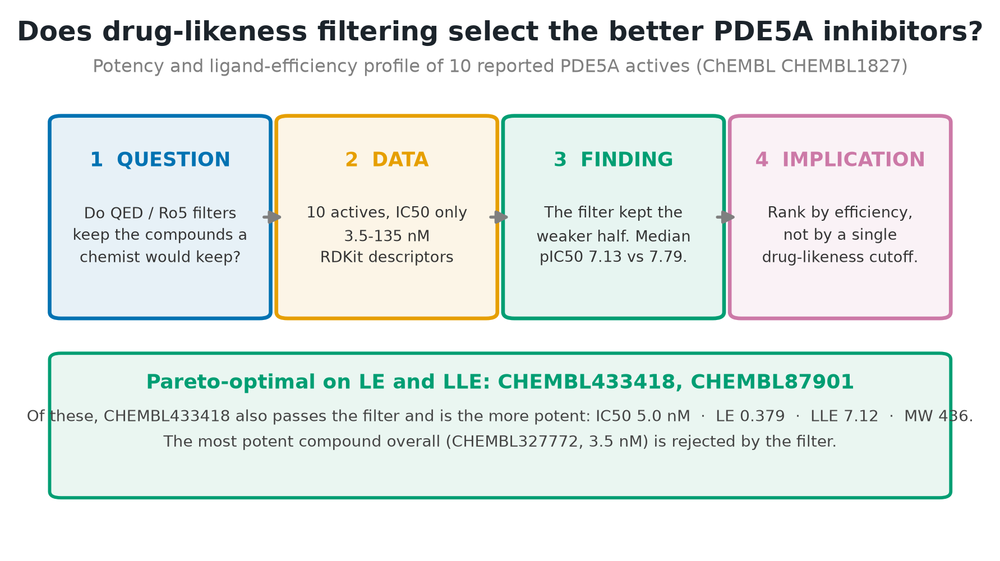 Does drug-likeness filtering select the better PDE5A inhibitors?
Potency and ligand-efficiency profile of 10 reported PDE5A actives (ChEMBL CHEMBL1827)
1 QUESTION
Do QED / Ro5 filters
keep the compounds a
chemist would keep?
2 DATA
10 actives, IC50 only
3.5-135 nM
RDKit descriptors
3 FINDING
The filter kept the
weaker half. Median
pIC50 7.13 vs 7.79.
4 IMPLICATION
Rank by efficiency,
not by a single
drug-likeness cutoff.
Pareto-optimal on LE and LLE: CHEMBL433418, CHEMBL87901
Of these, CHEMBL433418 also passes the filter and is the more potent: IC50 5.0 nM · LE 0.379 · LLE 7.12 · MW 436.
The most potent compound overall (CHEMBL327772, 3.5 nM) is rejected by the filter.